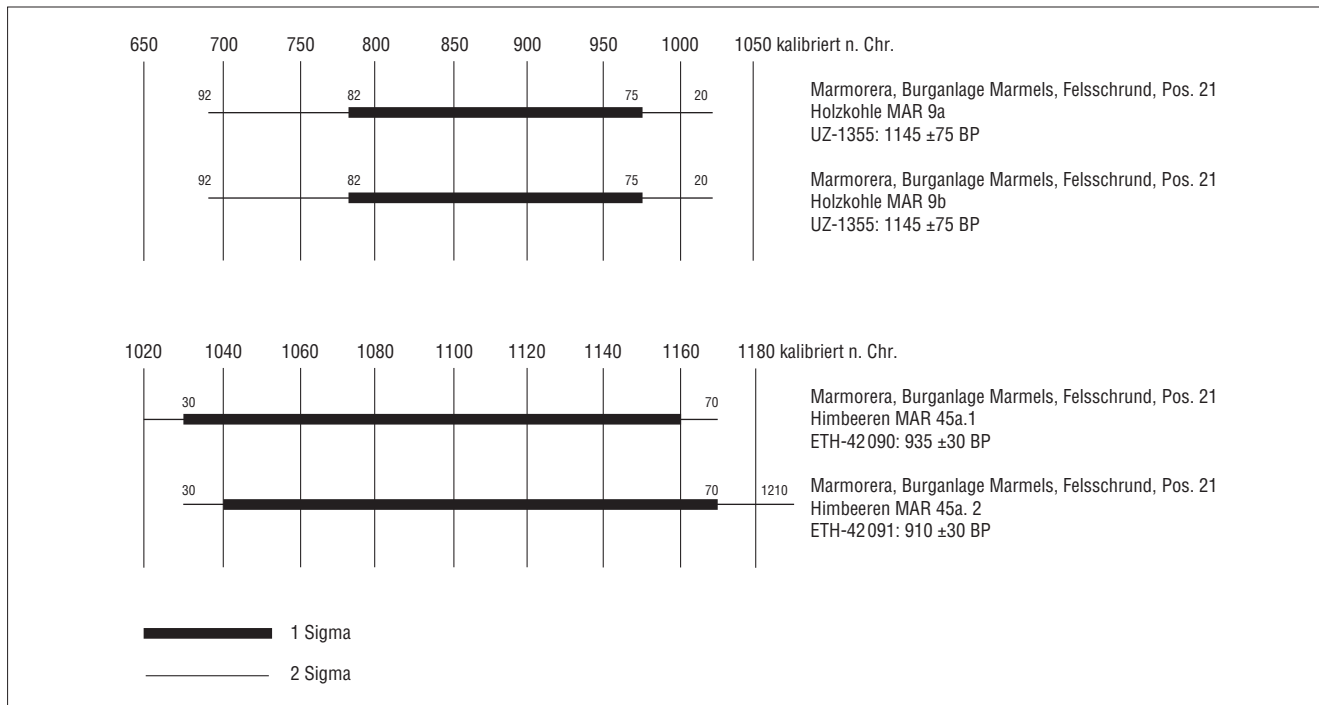 650 700 750 800 850 900 950 1000 1050 kalibriert n. Chr.
92 82 75 20
Marmorera, Burganlage Marmels, Felsschrund, Pos. 21
Holzkohle MAR 9a
UZ-1355: 1145 ±75 BP
92 82 75 20
Marmorera, Burganlage Marmels, Felsschrund, Pos. 21
Holzkohle MAR 9b
UZ-1355: 1145 ±75 BP
1020 1040 1060 1080 1100 1120 1140 1160 1180 kalibriert n. Chr.
30 70
Marmorera, Burganlage Marmels, Felsschrund, Pos. 21
Himbeeren MAR 45a.1
ETH-42 090: 935 ±30 BP
30 70 1210
Marmorera, Burganlage Marmels, Felsschrund, Pos. 21
Himbeeren MAR 45a. 2
ETH-42 091: 910 ±30 BP
1 Sigma
2 Sigma